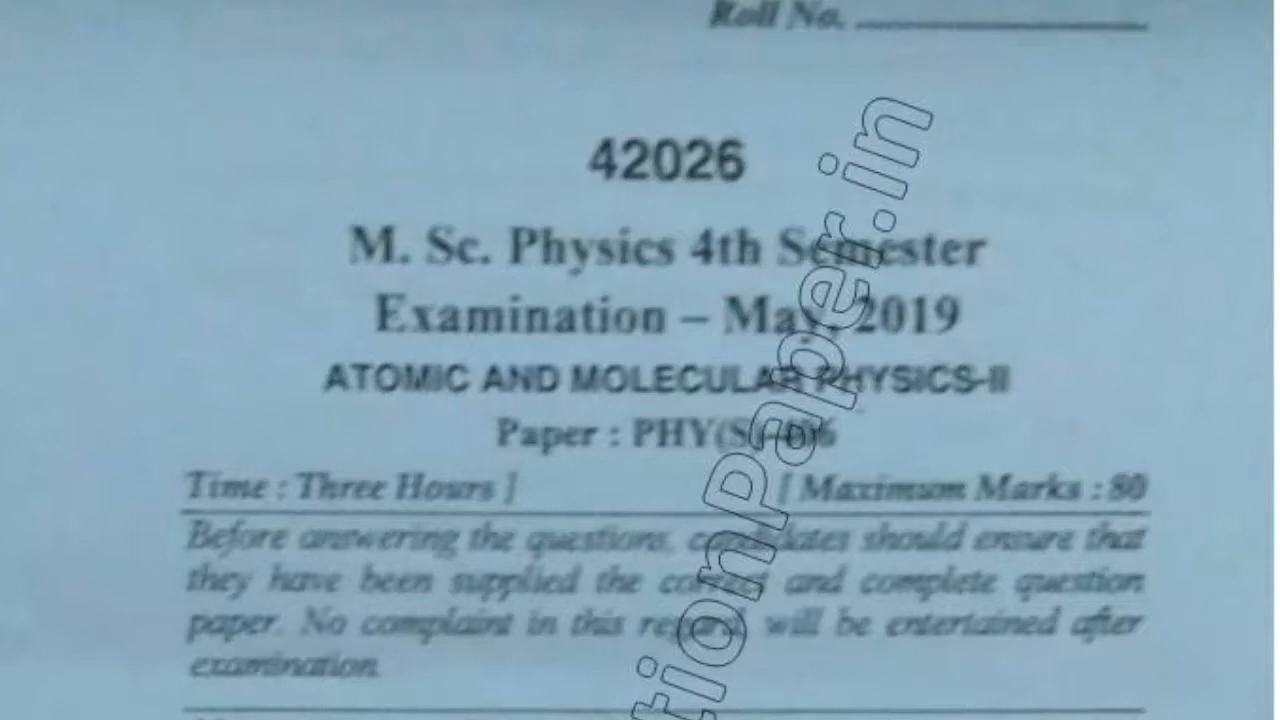 Roll No.
42026
M. Sc. Physics 4th Semester
Examination – May, 2019
ATOMIC AND MOLECULAR PHYSICS-II
Paper : PHY(S)
Time : Three Hours ] [ Maximum Marks : 80
Before answering the questions, candidates should ensure that
they have been supplied the correct and complete question
paper. No complaint in this regard, will be entertained after
examination.
tionPaper.in